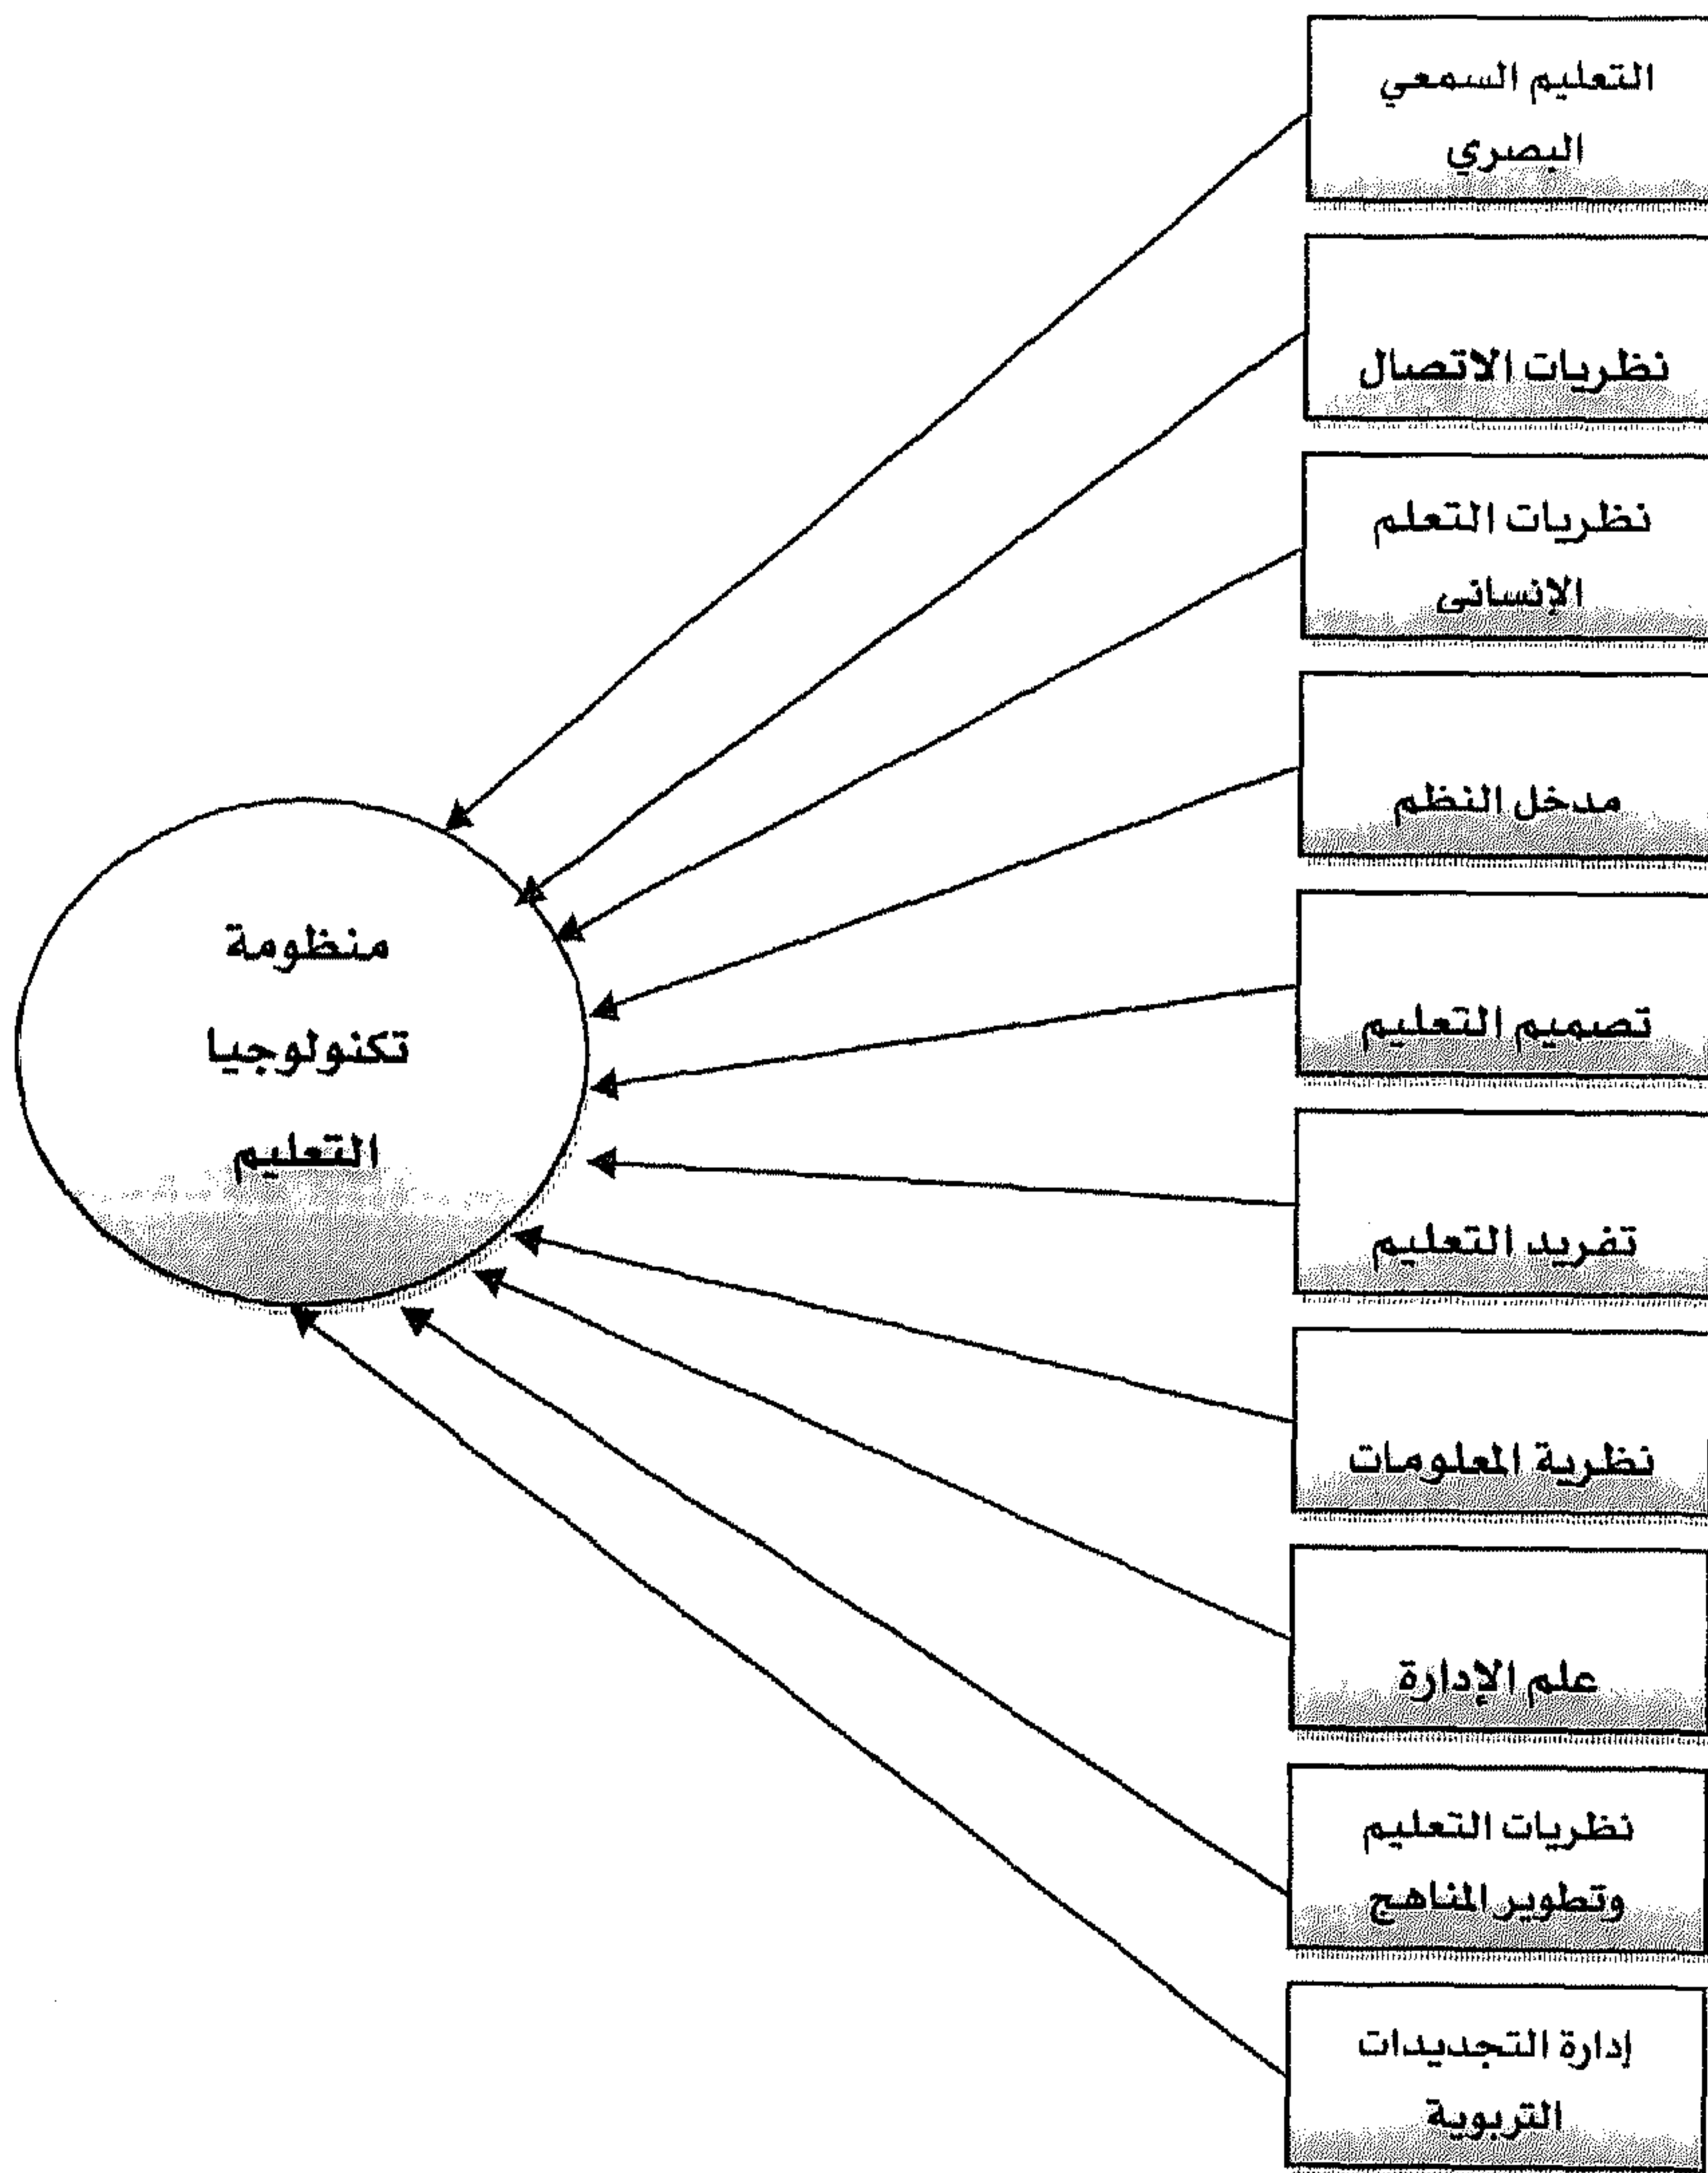 التعليم السمعي
البصري
نظريات الاتصال
نظريات التعلم
الإنسانى
مدخل النظم
تصميم التعليم
تفريد التعليم
نظرية المعلومات
علم الإدارة
نظريات التعليم
وتطوير المناهج
إدارة التجديدات
التربوية
منظومة
تكنولوجيا
التعليم